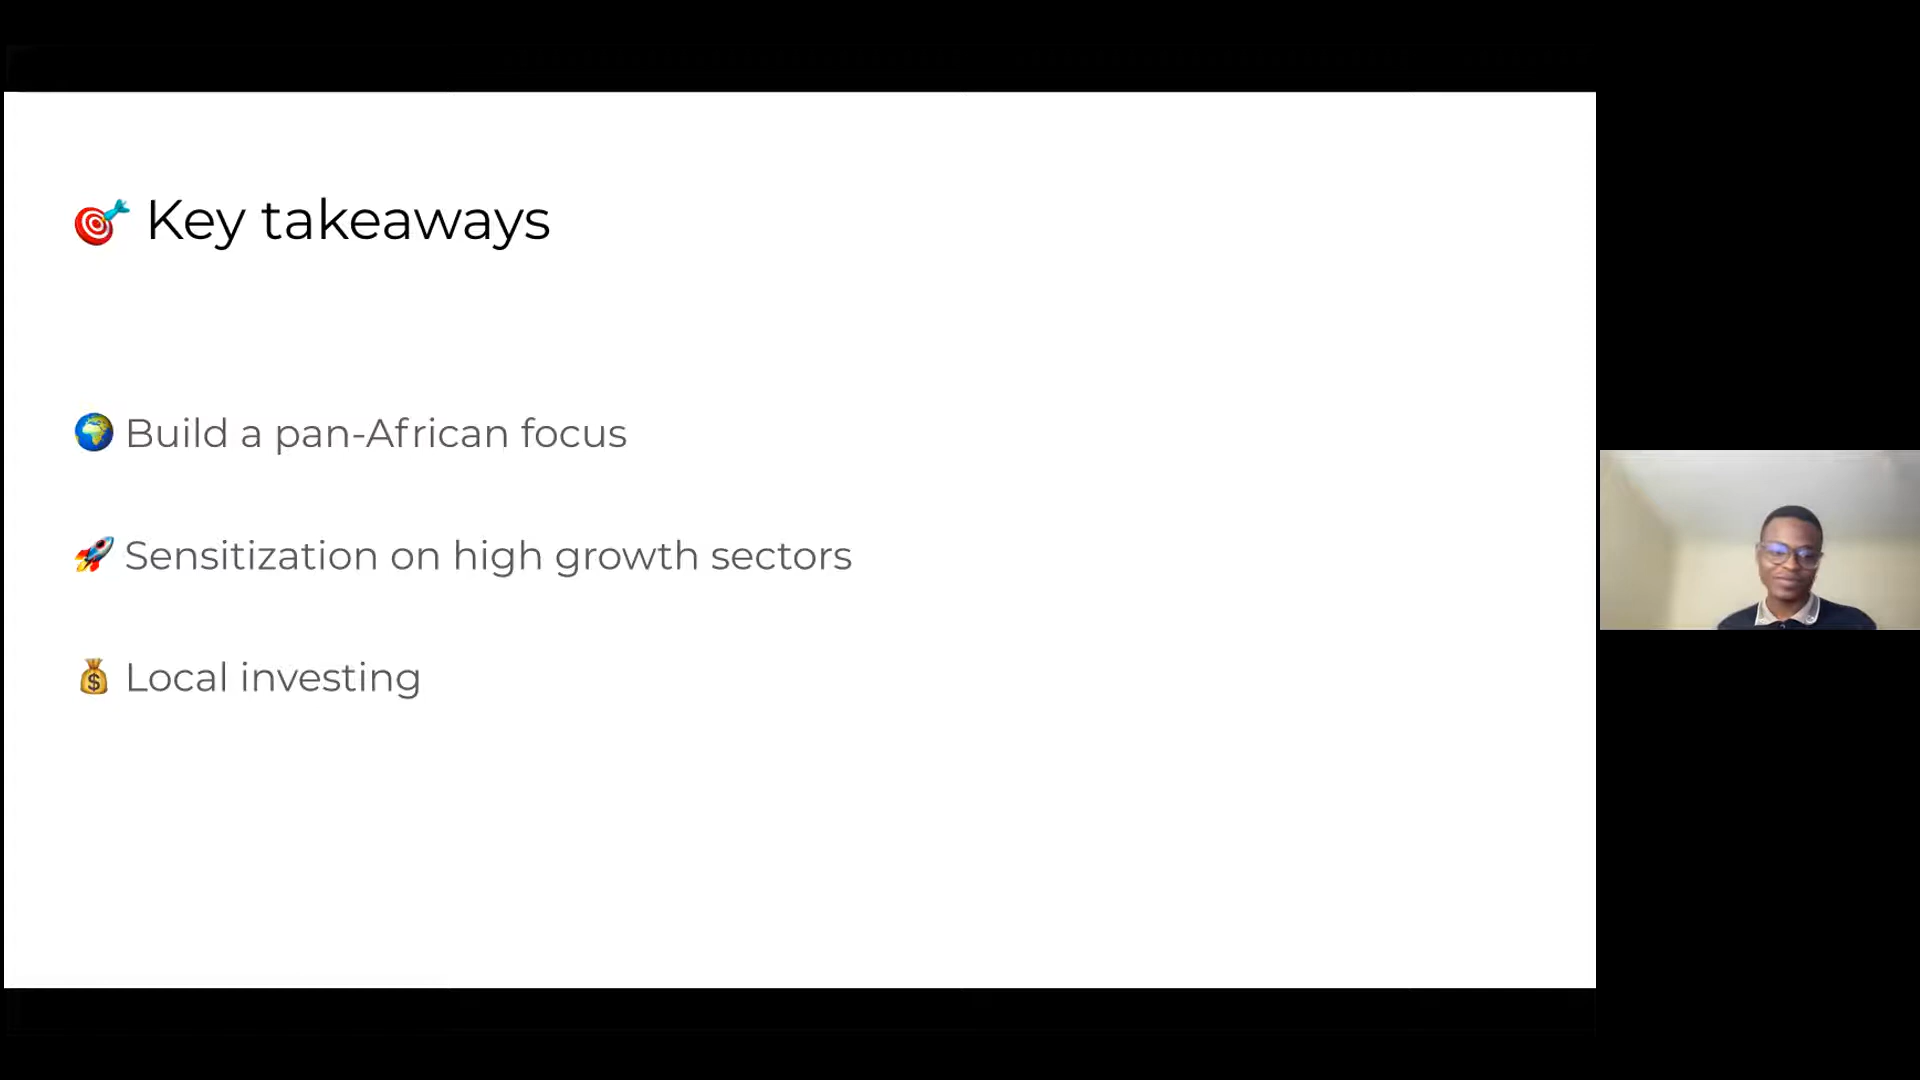 🎯 Key takeaways
🌍 Build a pan-African focus
🚀 Sensitization on high growth sectors
💰 Local investing